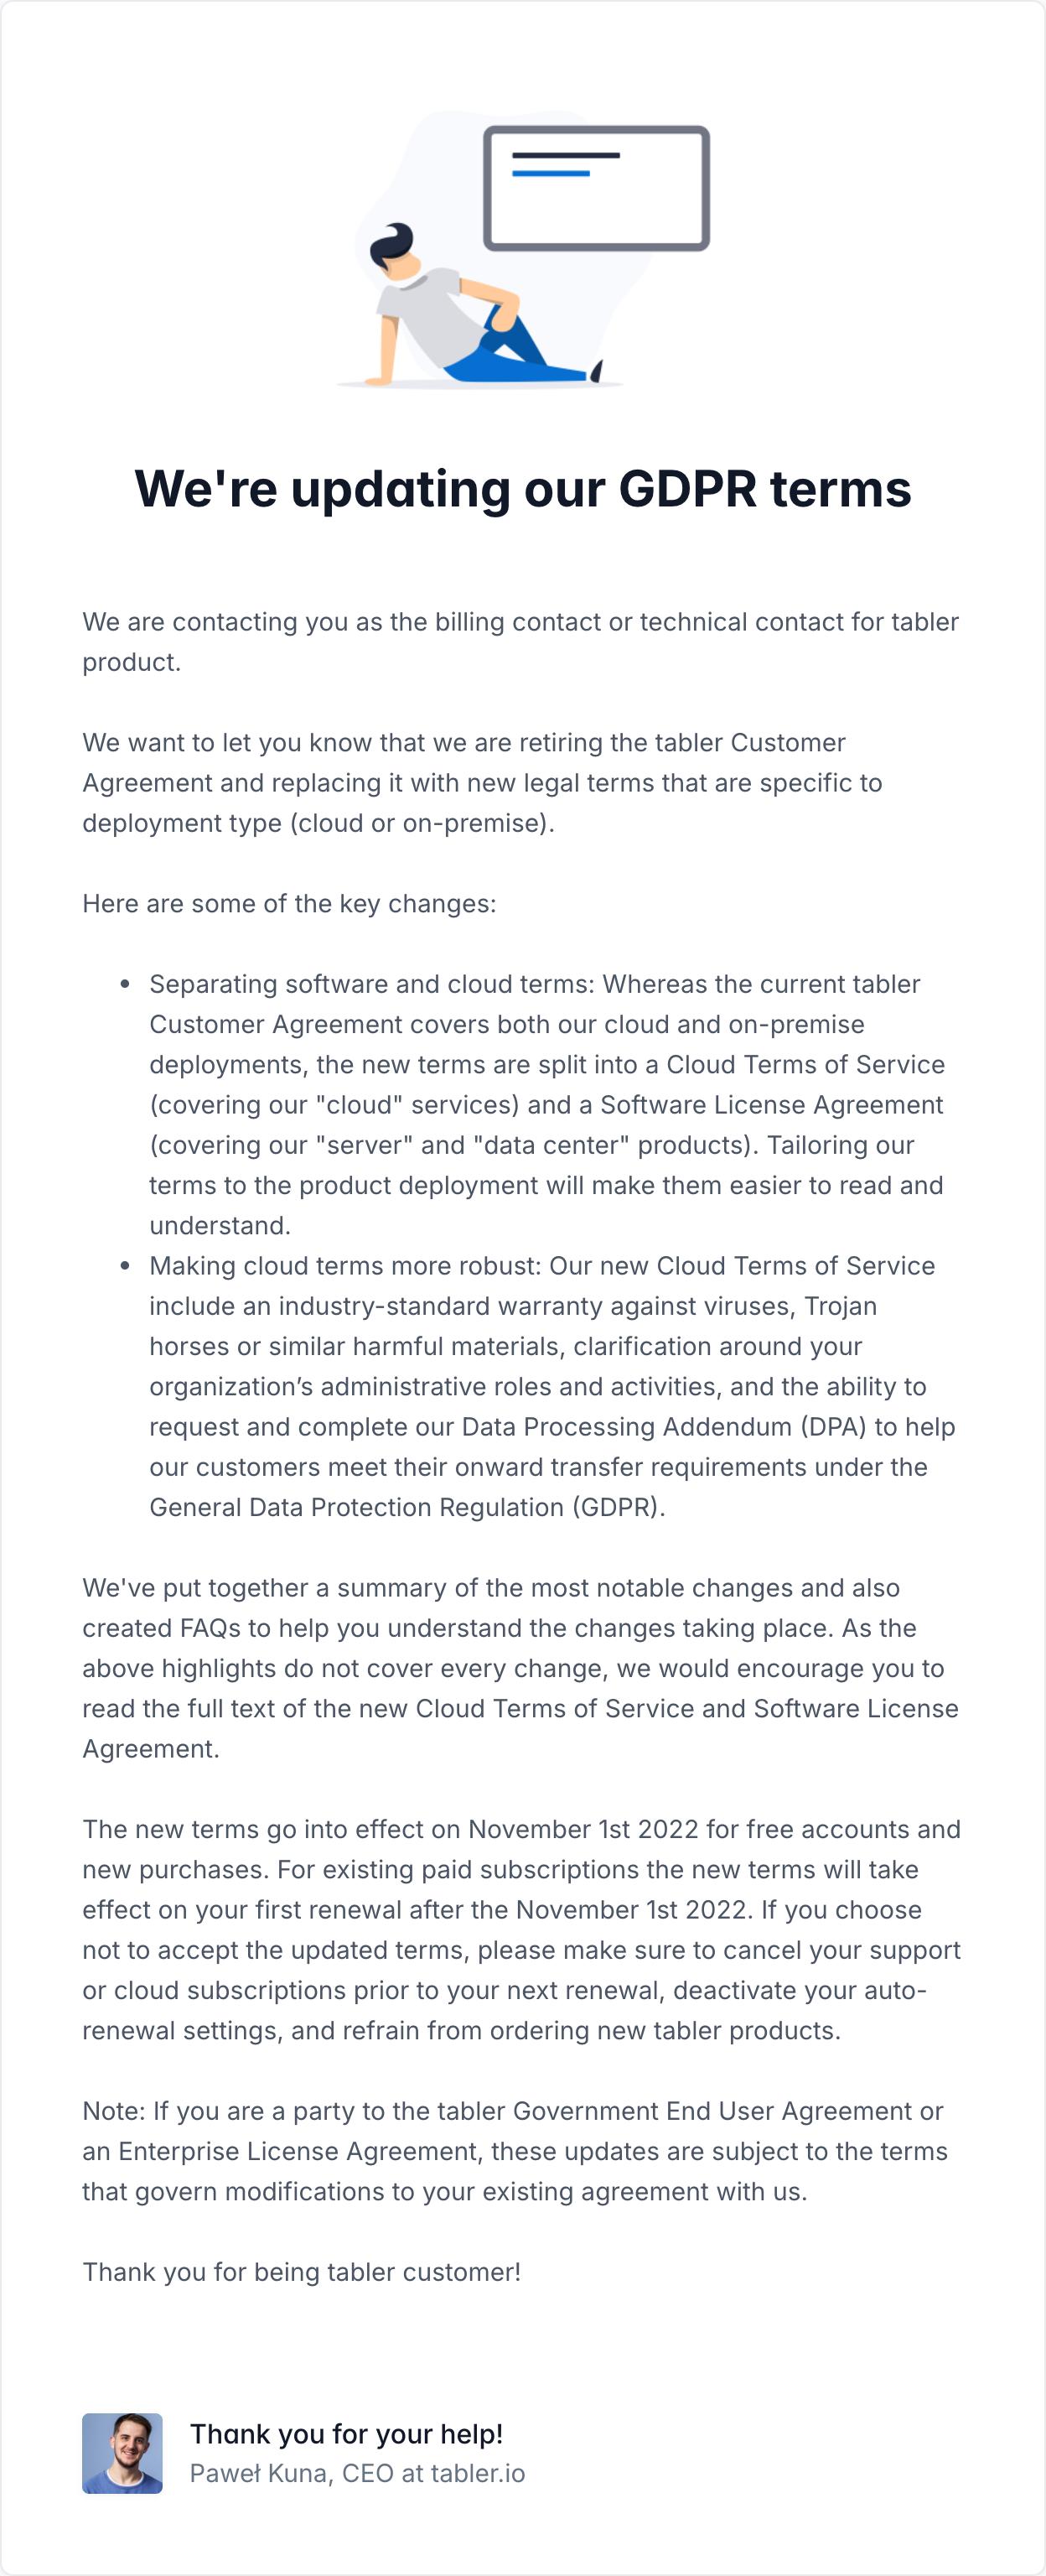 We're updating our GDPR terms
We are contacting you as the billing contact or technical contact for tabler
product.
We want to let you know that we are retiring the tabler Customer
Agreement and replacing it with new legal terms that are specific to
deployment type (cloud or on-premise).
Here are some of the key changes:
• Separating software and cloud terms: Whereas the current tabler
Customer Agreement covers both our cloud and on-premise
deployments, the new terms are split into a Cloud Terms of Service
(covering our "cloud" services) and a Software License Agreement
(covering our "server" and "data center" products). Tailoring our
terms to the product deployment will make them easier to read and
understand.
• Making cloud terms more robust: Our new Cloud Terms of Service
include an industry-standard warranty against viruses, Trojan
horses or similar harmful materials, clarification around your
organization’s administrative roles and activities, and the ability to
request and complete our Data Processing Addendum (DPA) to help
our customers meet their onward transfer requirements under the
General Data Protection Regulation (GDPR).
We've put together a summary of the most notable changes and also
created FAQs to help you understand the changes taking place. As the
above highlights do not cover every change, we would encourage you to
read the full text of the new Cloud Terms of Service and Software License
Agreement.
The new terms go into effect on November 1st 2022 for free accounts and
new purchases. For existing paid subscriptions the new terms will take
effect on your first renewal after the November 1st 2022. If you choose
not to accept the updated terms, please make sure to cancel your support
or cloud subscriptions prior to your next renewal, deactivate your auto-
renewal settings, and refrain from ordering new tabler products.
Note: If you are a party to the tabler Government End User Agreement or
an Enterprise License Agreement, these updates are subject to the terms
that govern modifications to your existing agreement with us.
Thank you for being tabler customer!
Thank you for your help!
Paweł Kuna, CEO at tabler.io